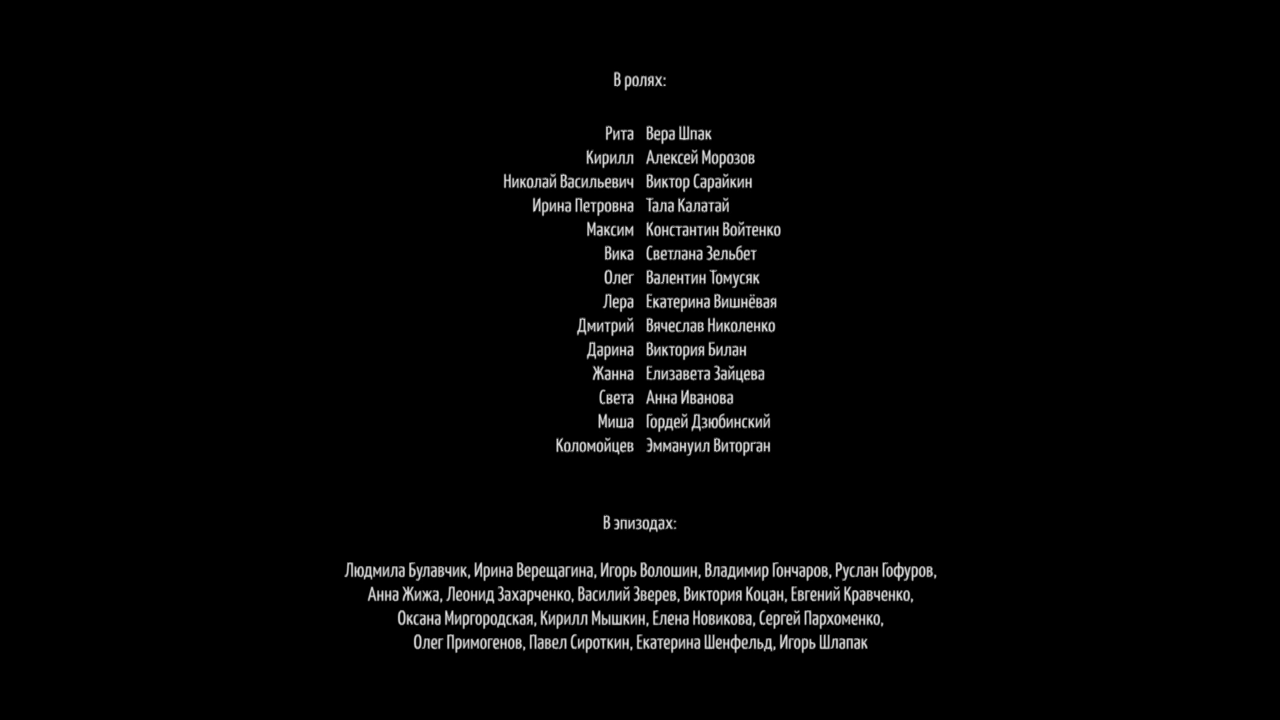 В ролях:
Рита Вера Шпак
Кирилл Алексей Морозов
Николай Васильевич Виктор Сарайкин
Ирина Петровна Тала Калатай
Максим Константин Войтенко
Вика Светлана Зельбет
Олег Валентин Томусяк
Лера Екатерина Вишнёвая
Дмитрий Вячеслав Николенко
Дарина Виктория Билан
Жанна Елизавета Зайцева
Света Анна Иванова
Миша Гордей Дзюбинский
Коломойцев Эммануил Виторган
В эпизодах:
Людмила Булавчик, Ирина Верещагина, Игорь Волошин, Владимир Гончаров, Руслан Гофуров,
Анна Жижа, Леонид Захарченко, Василий Зверев, Виктория Коцан, Евгений Кравченко,
Оксана Миргородская, Кирилл Мышкин, Елена Новикова, Сергей Пархоменко,
Олег Примогенов, Павел Сироткин, Екатерина Шенфельд, Игорь Шлапак